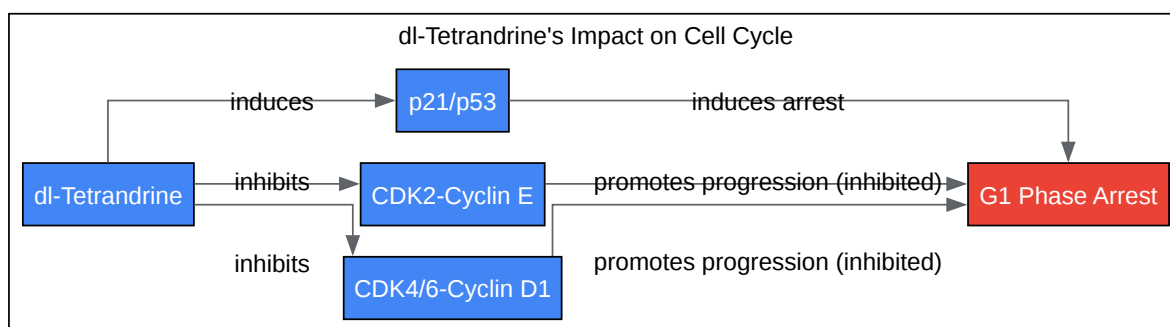 dl-Tetrandrine's Impact on Cell Cycle
induces
p21/p53
induces arrest
dl-Tetrandrine
inhibits
CDK2-Cyclin E
promotes progression (inhibited)
G1 Phase Arrest
inhibits
CDK4/6-Cyclin D1
promotes progression (inhibited)